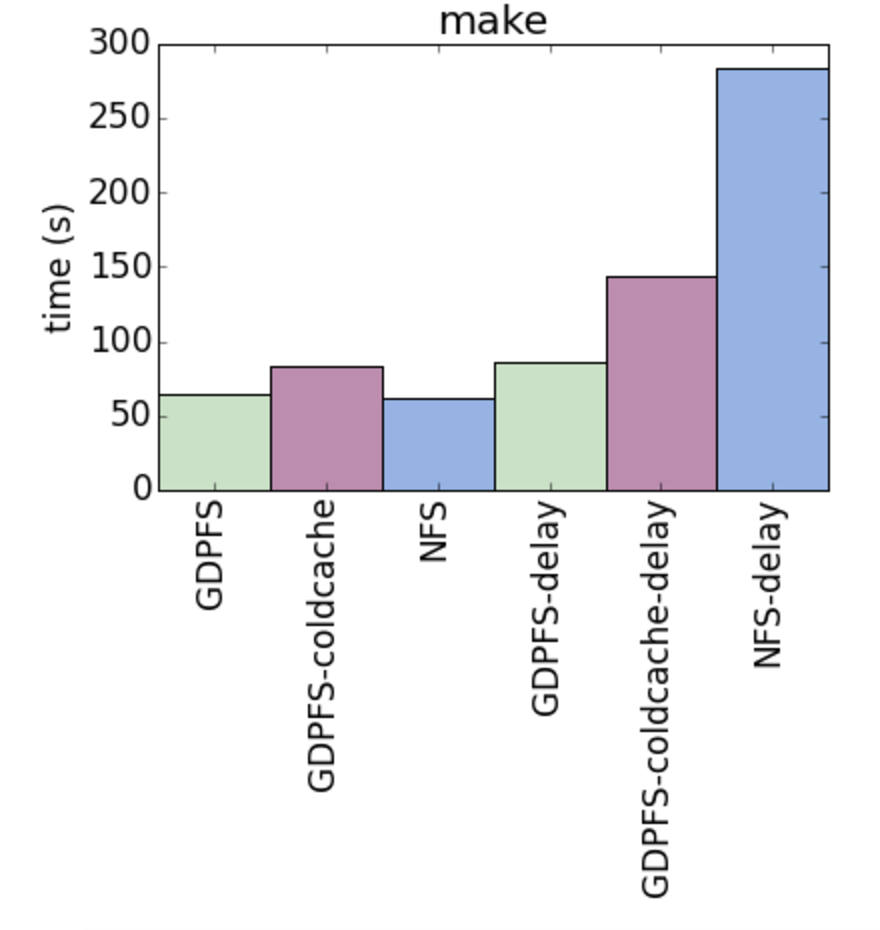 make
300
250
200
150
100
50
0
time (s)
GDPFS
GDPFS-coldcache
NFS
GDPFS-delay
GDPFS-coldcache-delay
NFS-delay